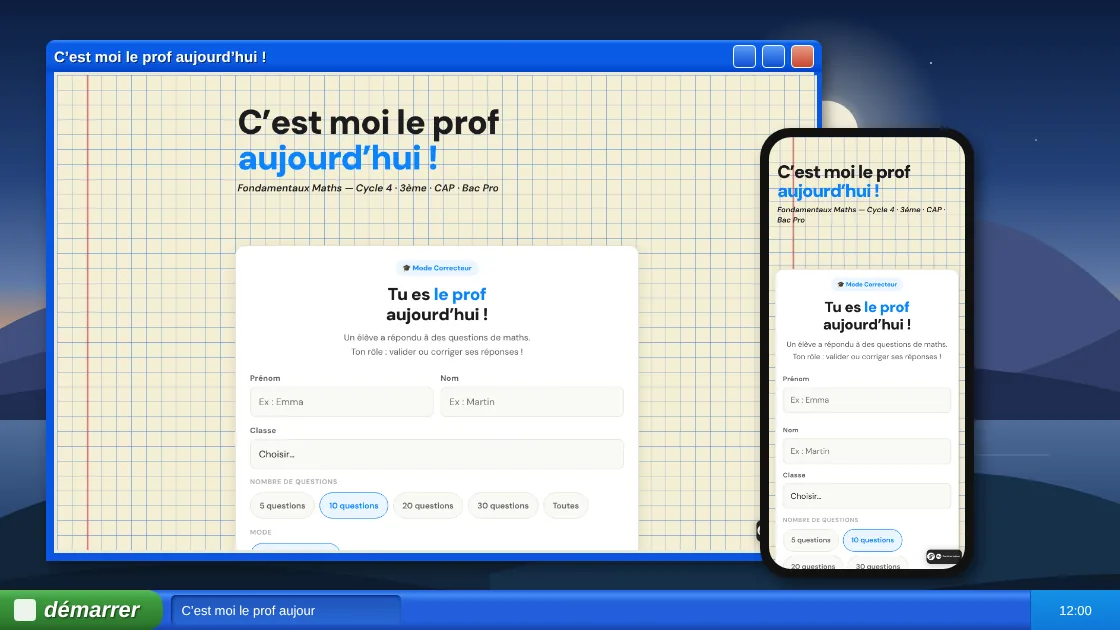 C'est moi le prof aujourd'hui !
C'est moi le prof
aujourd'hui !
Fondamentaux Maths — Cycle 4 · 3ème · CAP · Bac Pro
🎓 Mode Correcteur
Tu es le prof
aujourd'hui !
Un élève a répondu à des questions de maths.
Ton rôle : valider ou corriger ses réponses !
Prénom
Nom
Ex : Emma
Ex : Martin
Classe
Choisir...
NOMBRE DE QUESTIONS
5 questions
10 questions
20 questions
30 questions
Toutes
MODE
C'est moi le prof
aujourd'hui !
Fondamentaux Maths — Cycle 4 · 3ème · CAP ·
Bac Pro
🎓 Mode Correcteur
Tu es le prof
aujourd'hui !
Un élève a répondu à des questions de maths.
Ton rôle : valider ou corriger ses réponses !
Prénom
Ex : Emma
Nom
Ex : Martin
Classe
Choisir...
NOMBRE DE QUESTIONS
5 questions
10 questions
20 questions
30 questions
démarrer
C'est moi le prof aujour
12:00